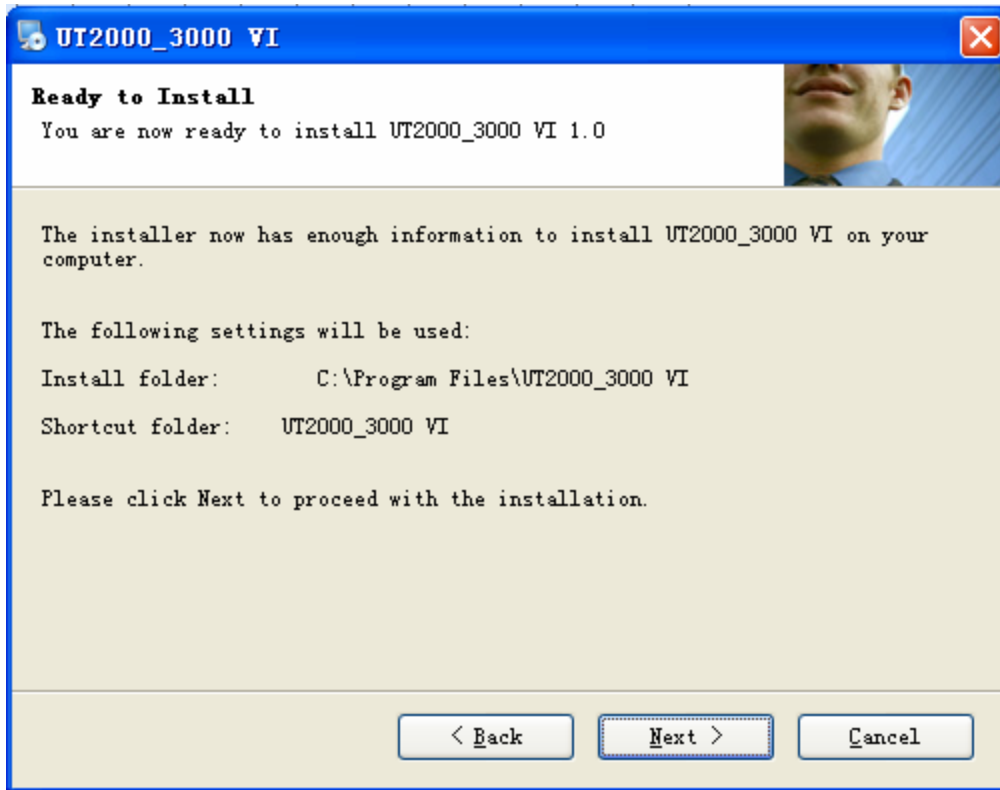 UT2000_3000 VI
Ready to Install
You are now ready to install UT2000_3000 VI 1.0
The installer now has enough information to install UT2000_3000 VI on your
computer.
The following settings will be used:
Install folder: C:\Program Files\UT2000_3000 VI
Shortcut folder: UT2000_3000 VI
Please click Next to proceed with the installation.
< Back Next > Cancel